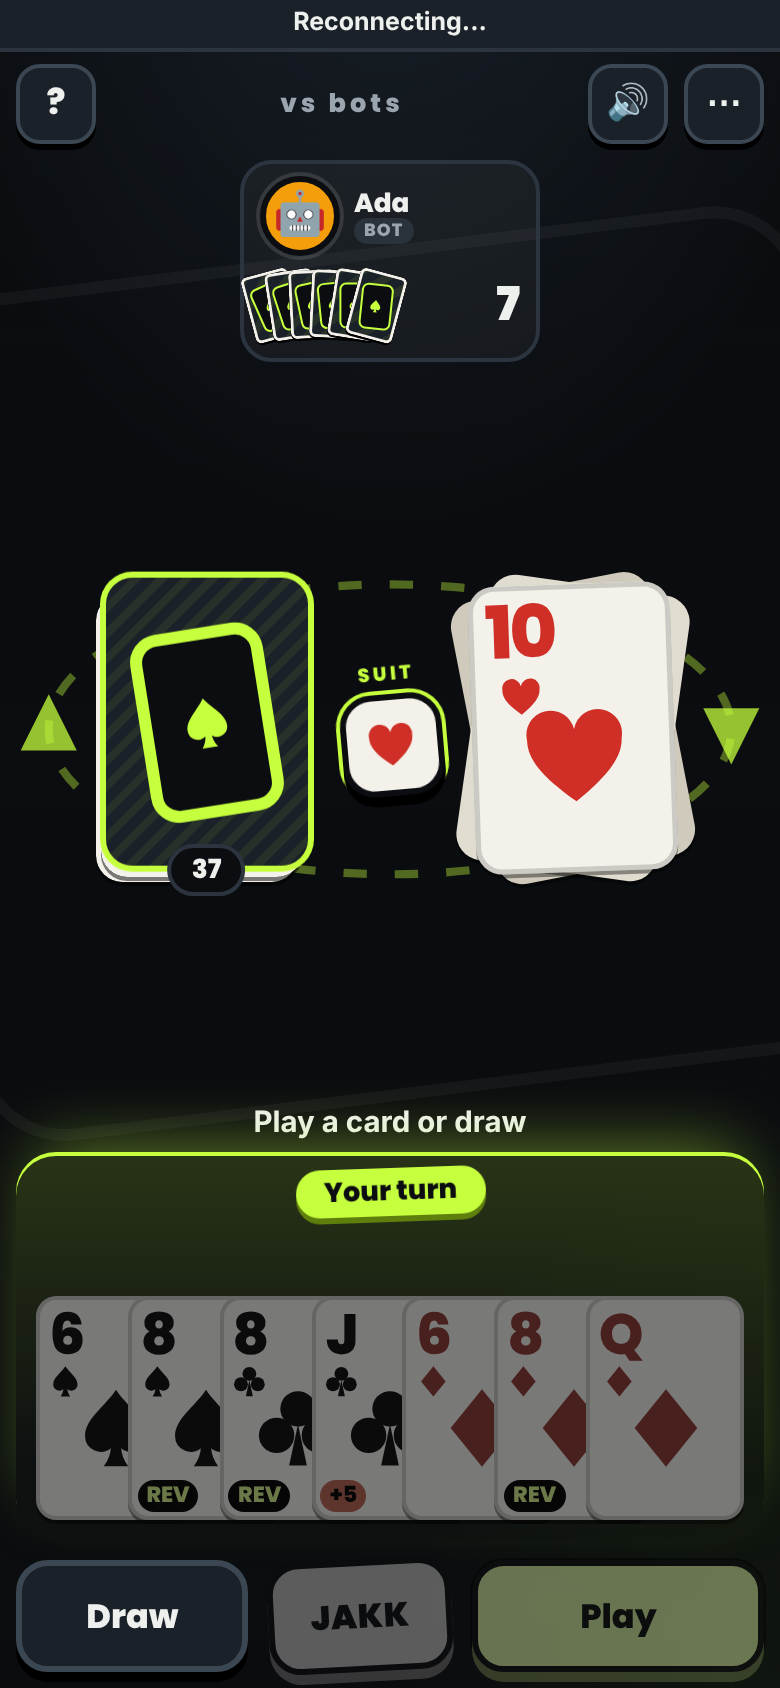 Reconnecting...
?
vs bots
...
Ada
BOT
7
10
SUIT
37
Play a card or draw
Your turn
6 8 8 J 6 8 Q
REV REV +5 REV
Draw JAKK Play